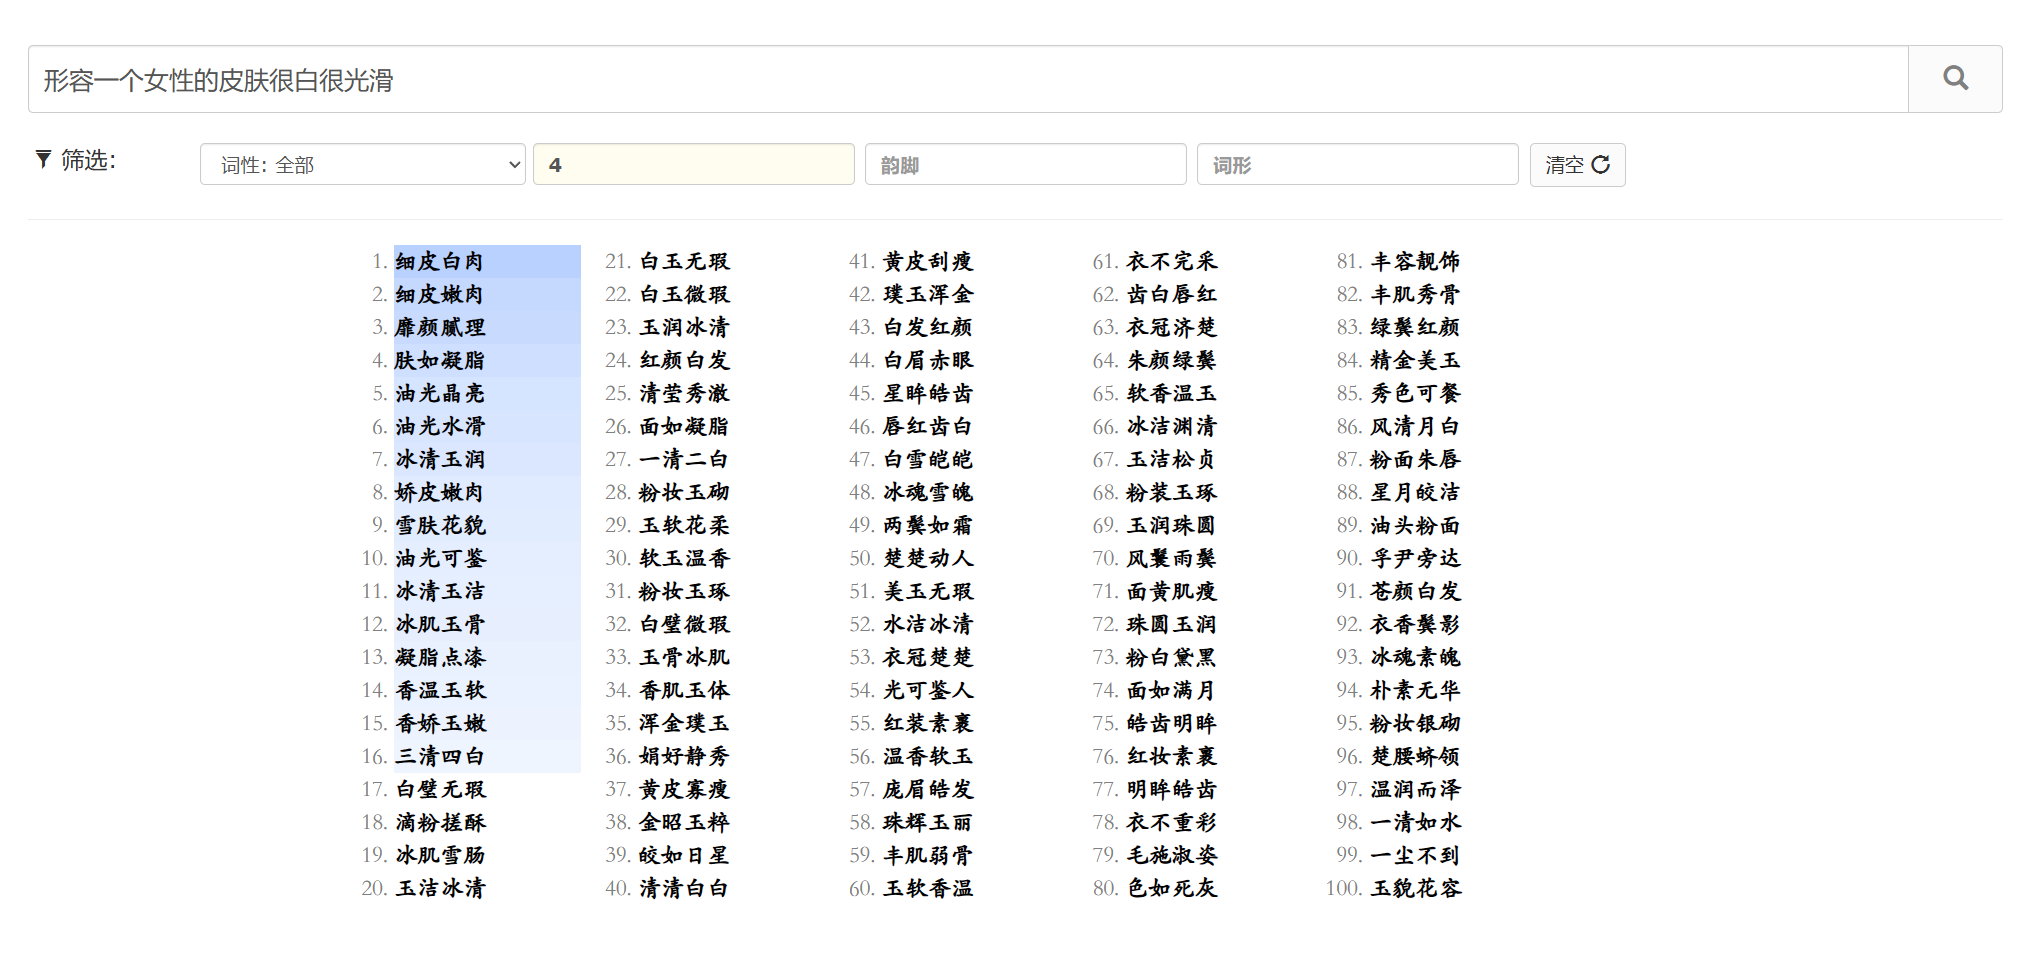 形容一个女性的皮肤很白很光滑
筛选:
词性: 全部
4
韵脚
词形
清空
1. 细皮白肉
2. 细皮嫩肉
3. 靡颜腻理
4. 肤如凝脂
5. 油光晶亮
6. 油光水滑
7. 冰清玉润
8. 娇皮嫩肉
9. 雪肤花貌
10. 油光可鉴
11. 冰清玉洁
12. 冰肌玉骨
13. 凝脂点漆
14. 香温玉软
15. 香娇玉嫩
16. 三清四白
17. 白璧无瑕
18. 滴粉搓酥
19. 冰肌雪肠
20. 玉洁冰清
21. 白玉无瑕
22. 白玉微瑕
23. 玉润冰清
24. 红颜白发
25. 清莹秀澈
26. 面如凝脂
27. 一清二白
28. 粉妆玉砌
29. 玉软花柔
30. 软玉温香
31. 粉妆玉琢
32. 白璧微瑕
33. 玉骨冰肌
34. 香肌玉体
35. 浑金璞玉
36. 娟好静秀
37. 黄皮寡瘦
38. 金昭玉粹
39. 皎如日星
40. 清清白白
41. 黄皮刮瘦
42. 璞玉浑金
43. 白发红颜
44. 白眉赤眼
45. 星眸皓齿
46. 唇红齿白
47. 白雪皑皑
48. 冰魂雪魄
49. 两鬓如霜
50. 楚楚动人
51. 美玉无瑕
52. 水洁冰清
53. 衣冠楚楚
54. 光可鉴人
55. 红装素裹
56. 温香软玉
57. 庞眉皓发
58. 珠辉玉丽
59. 丰肌弱骨
60. 玉软香温
61. 衣不完采
62. 齿白唇红
63. 衣冠济楚
64. 朱颜绿鬓
65. 软香温玉
66. 冰洁渊清
67. 玉洁松贞
68. 粉装玉琢
69. 玉润珠圆
70. 风鬟雨鬓
71. 面黄肌瘦
72. 珠圆玉润
73. 粉白黛黑
74. 面如满月
75. 皓齿明眸
76. 红妆素裹
77. 明眸皓齿
78. 衣不重彩
79. 毛施淑姿
80. 色如死灰
81. 丰容靓饰
82. 丰肌秀骨
83. 绿鬓红颜
84. 精金美玉
85. 秀色可餐
86. 风清月白
87. 粉面朱唇
88. 星月皎洁
89. 油头粉面
90. 孚尹旁达
91. 苍颜白发
92. 衣香鬓影
93. 冰魂素魄
94. 朴素无华
95. 粉妆银砌
96. 楚腰蛴领
97. 温润而泽
98. 一清如水
99. 一尘不到
100. 玉貌花容